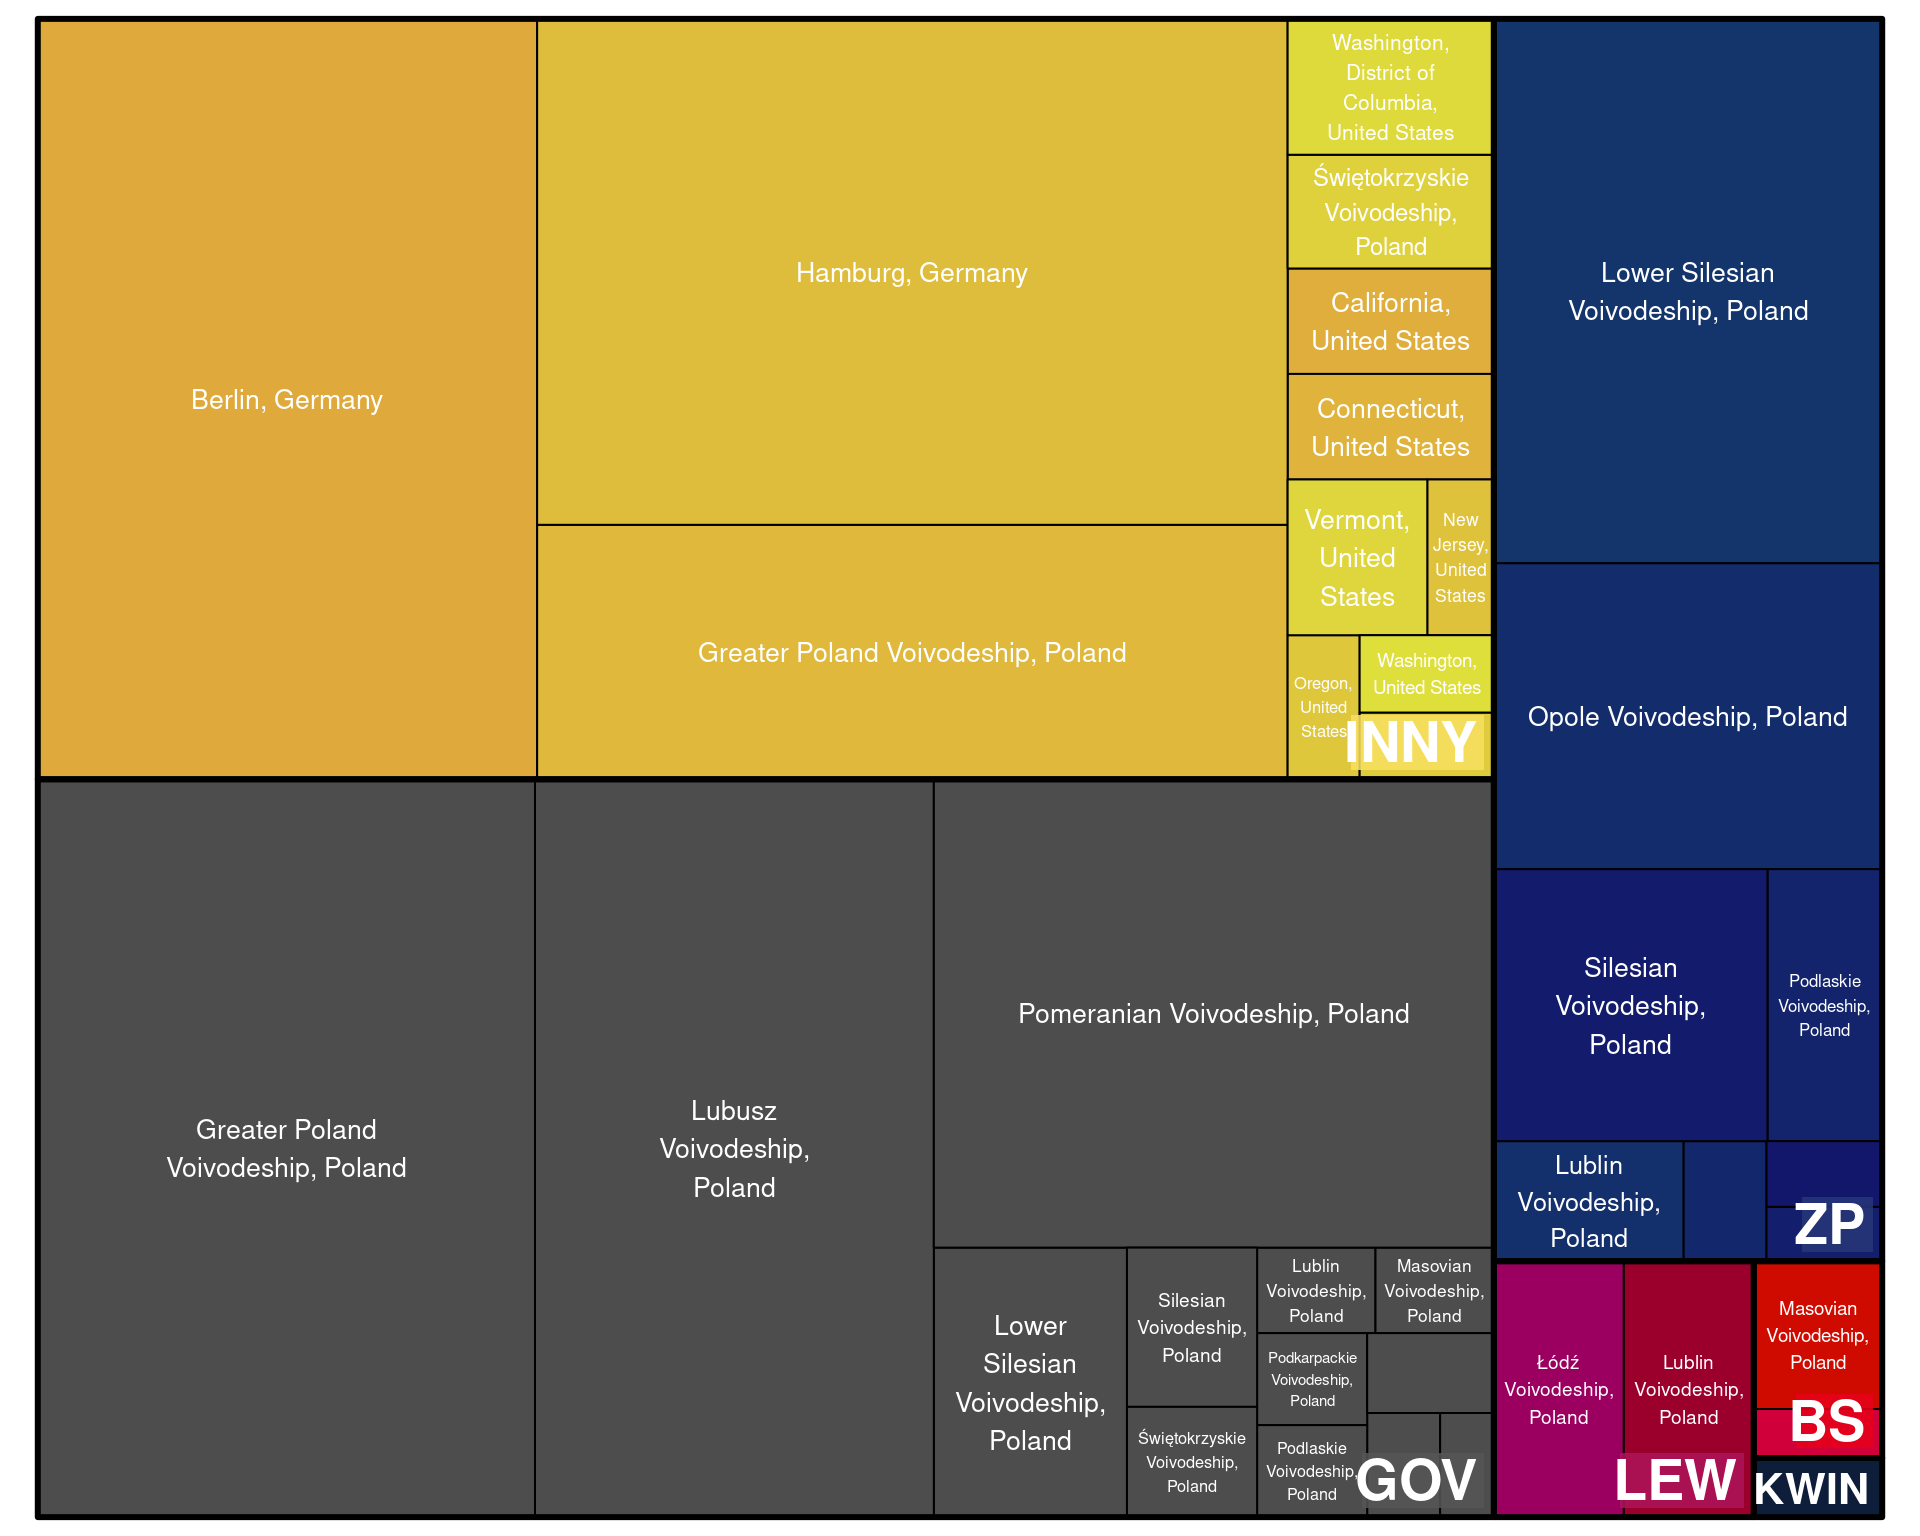 Berlin, Germany
Hamburg, Germany
Greater Poland Voivodeship, Poland
Washington,
District of
Columbia,
United States
Świętokrzyskie
Voivodeship,
Poland
California,
United States
Connecticut,
United States
Vermont,
United
States
New
Jersey,
United
States
Oregon,
United
States
Washington,
United States
INNY
Greater Poland
Voivodeship, Poland
Lubusz
Voivodeship,
Poland
Pomeranian Voivodeship, Poland
Lower
Silesian
Voivodeship,
Poland
Silesian
Voivodeship,
Poland
Świętokrzyskie
Voivodeship,
Poland
Lublin
Voivodeship,
Poland
Masovian
Voivodeship,
Poland
Podkarpackie
Voivodeship,
Poland
Podlaskie
Voivodeship,
Poland
GOV
Lower Silesian
Voivodeship, Poland
Opole Voivodeship, Poland
Silesian
Voivodeship,
Poland
Podlaskie
Voivodeship,
Poland
Lublin
Voivodeship,
Poland
ZP
Łódź
Voivodeship,
Poland
Lublin
Voivodeship,
Poland
LEW
Masovian
Voivodeship,
Poland
BS
KWIN